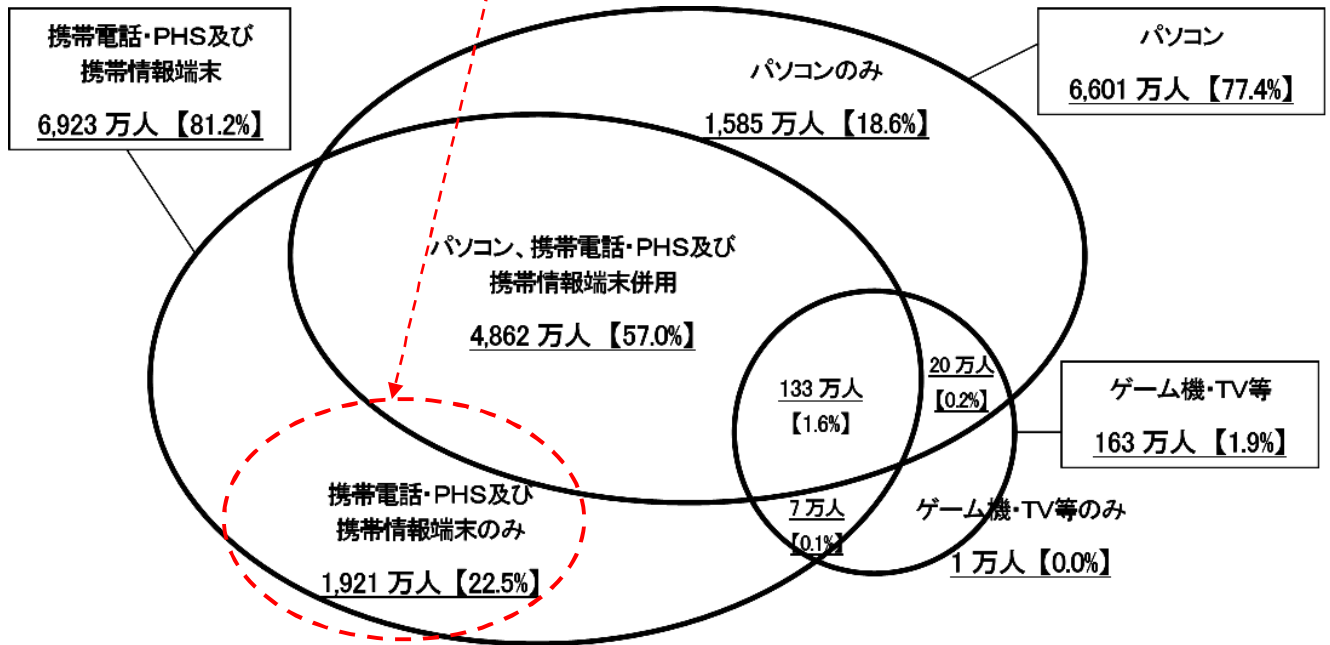 携帯電話・PHS及び
携帯情報端末
6,923 万人 【81.2%】
パソコン
6,601 万人 【77.4%】
パソコンのみ
1,585 万人 【18.6%】
パソコン、携帯電話・PHS及び
携帯情報端末併用
4,862 万人 【57.0%】
133 万人
【1.6%】
20 万人
【0.2%】
ゲーム機・TV等
163 万人 【1.9%】
携帯電話・PHS及び
携帯情報端末のみ
1,921 万人 【22.5%】
7 万人
【0.1%】
ゲーム機・TV等のみ
1 万人 【0.0%】